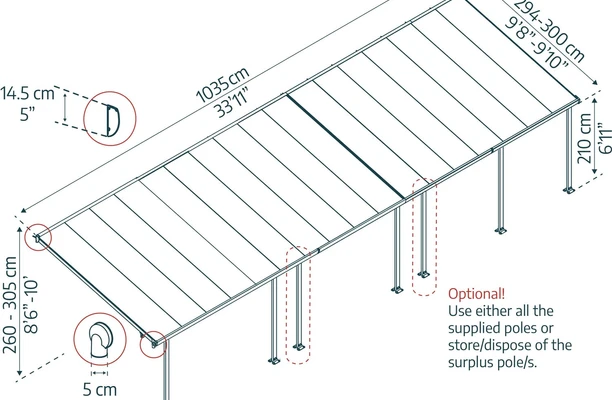 294-300 cm
9'8"-9'10"
1035cm
33'11"
14.5 cm
5"
210 cm
6'11"
260 - 305 cm
8'6"-10'
5 cm
Optional!
Use either all the
supplied poles or
store/dispose of the
surplus pole/s.